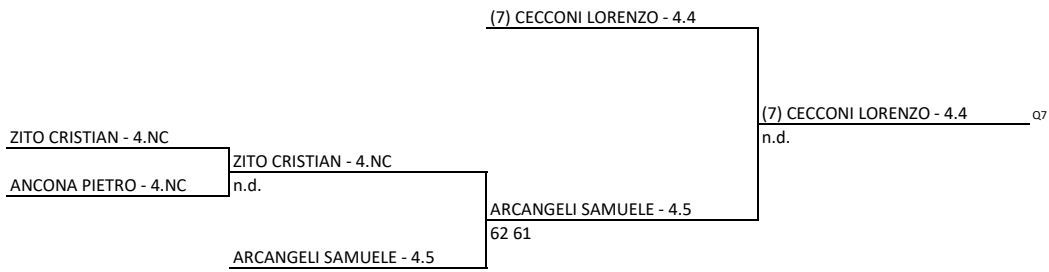 (7) CECCONI LORENZO - 4.4
(7) CECCONI LORENZO - 4.4
Q7
n.d.
ZITO CRISTIAN - 4.NC
ZITO CRISTIAN - 4.NC
ANCONA PIETRO - 4.NC
n.d.
ARCANGELI SAMUELE - 4.5
62 61
ARCANGELI SAMUELE - 4.5